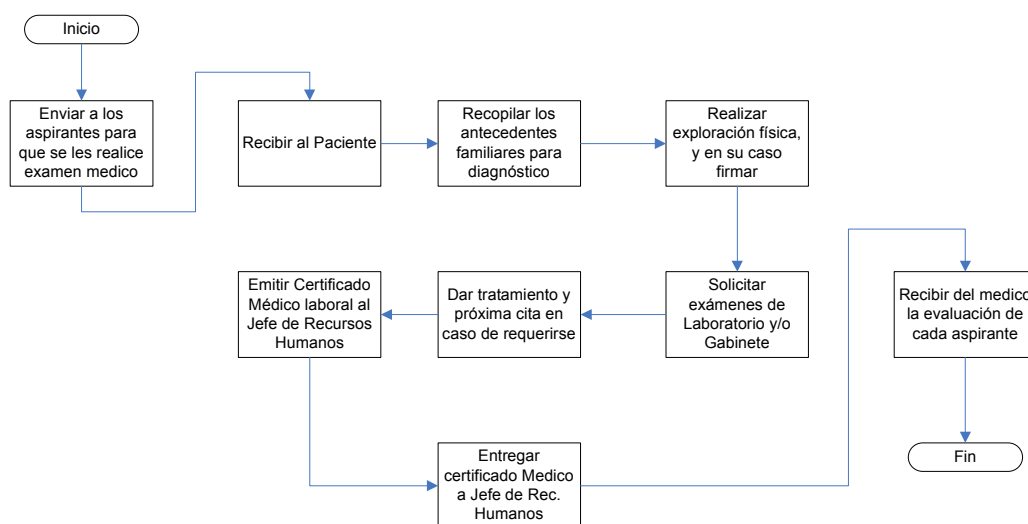 Inicio
Enviar a los
aspirantes para
que se les realice
examen medico
Recibir al Paciente
Recopilar los
antecedentes
familiares para
diagnóstico
Realizar
exploración física,
y en su caso
firmar
Solicitar
exámenes de
Laboratorio y/o
Gabinete
Dar tratamiento y
próxima cita en
caso de requerirse
Emitir Certificado
Médico laboral al
Jefe de Recursos
Humanos
Entregar
certificado Medico
a Jefe de Rec.
Humanos
Recibir del medico
la evaluación de
cada aspirante
Fin